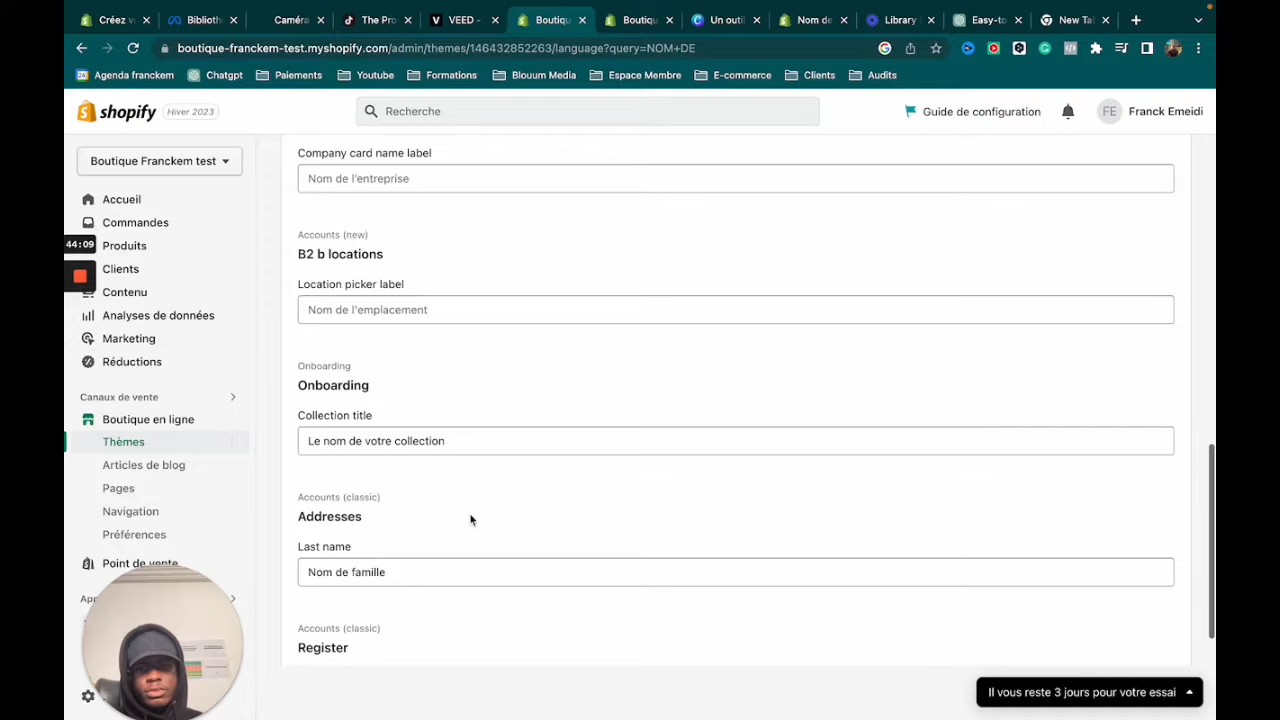 Créez v
Biblioth
Caméra
The Pro
VEED -
Boutiqu
Boutiqu
Un outil
Nom de
Library
Easy-to
New Tab
boutique-franckem-test.myshopify.com/admin/themes/146432852263/language?query=NOM+DE
Agenda franckem
Chatgpt
Paiements
Youtube
Formations
Blouum Media
Espace Membre
E-commerce
Clients
Audits
shopify
Hiver 2023
Recherche
Guide de configuration
FE
Franck Emeidi
Boutique Franckem test
Accueil
Commandes
44:09
Produits
Clients
Contenu
Analyses de données
Marketing
Réductions
Canaux de vente
Boutique en ligne
Thèmes
Articles de blog
Pages
Navigation
Préférences
Point de vente
Company card name label
Nom de l'entreprise
Accounts (new)
B2 b locations
Location picker label
Nom de l'emplacement
Onboarding
Onboarding
Collection title
Le nom de votre collection
Accounts (classic)
Addresses
Last name
Nom de famille
Accounts (classic)
Register
Il vous reste 3 jours pour votre essai